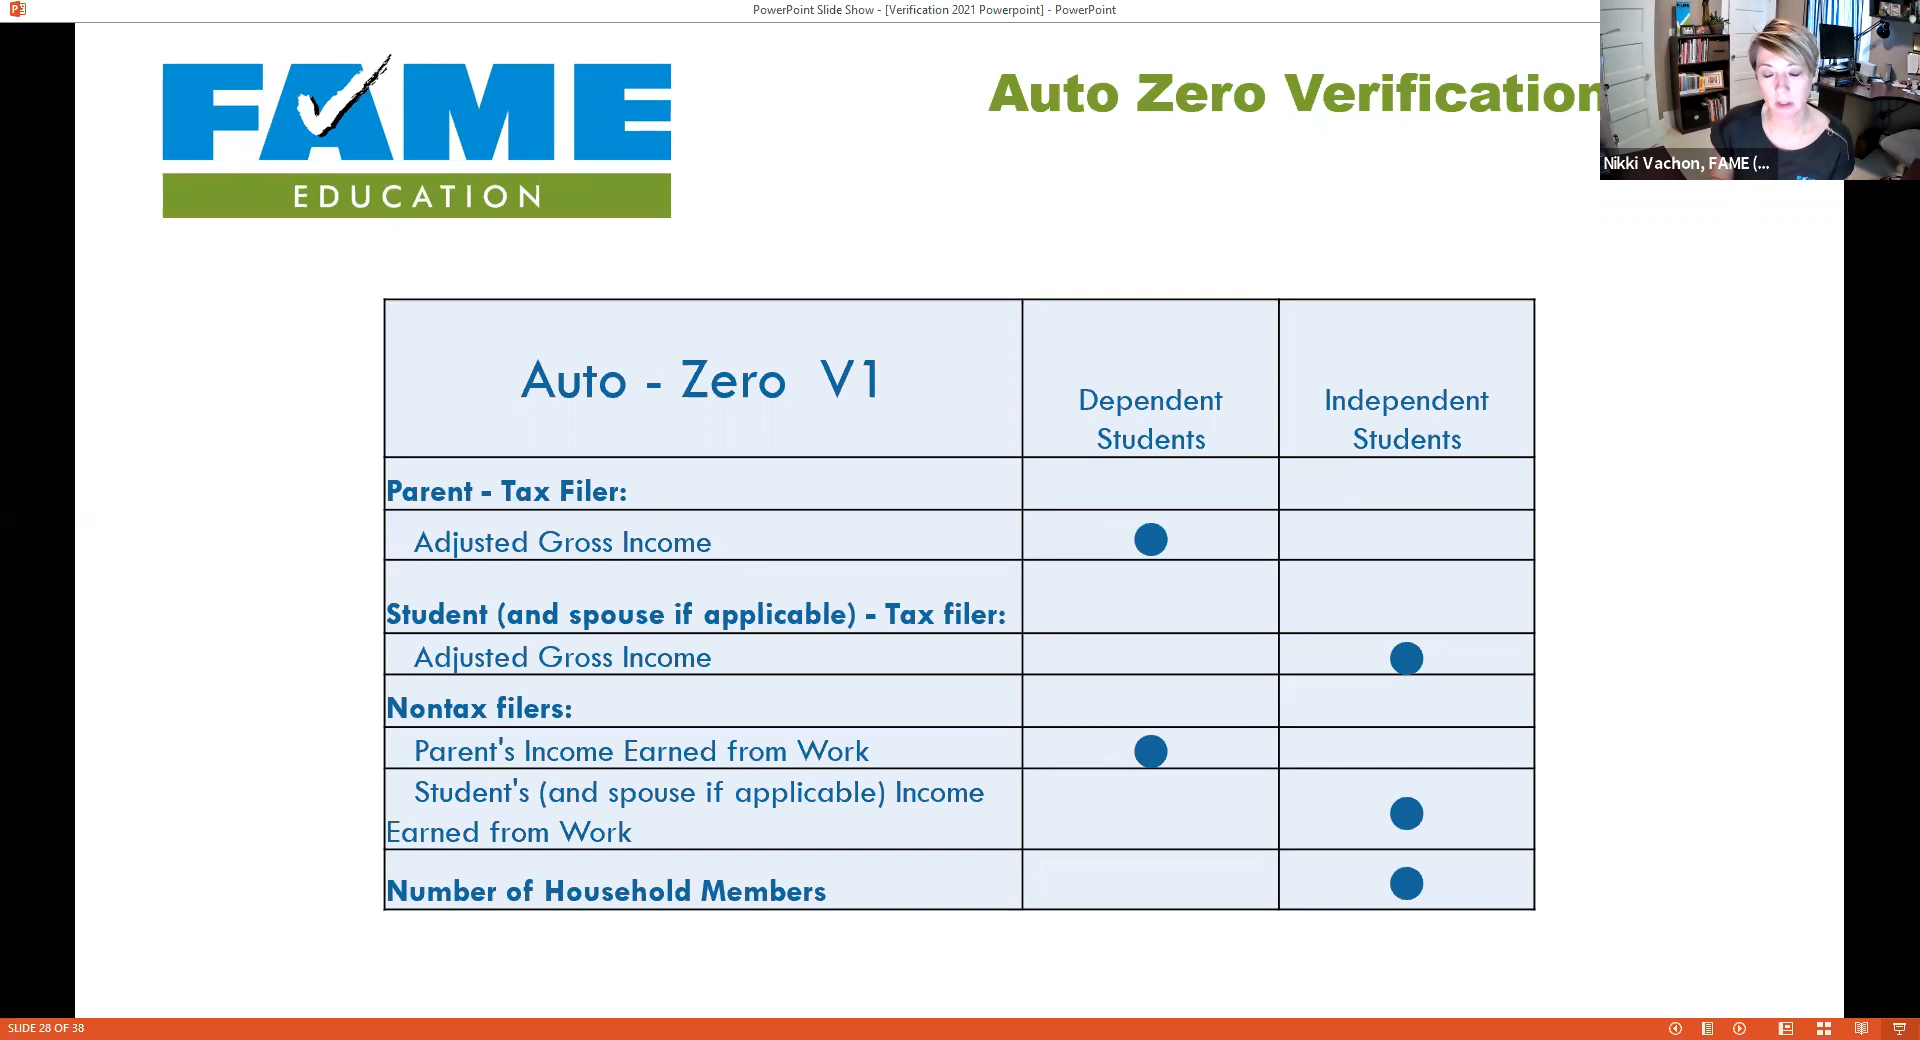 PowerPoint Slide Show - [Verification 2021 Powerpoint] - PowerPoint
FAME
EDUCATION
Auto Zero Verification
Nikki Vachon, FAME (...
Auto - Zero V1
Dependent
Students
Independent
Students
Parent - Tax Filer:
Adjusted Gross Income
Student (and spouse if applicable) - Tax filer:
Adjusted Gross Income
Nontax filers:
Parent's Income Earned from Work
Student's (and spouse if applicable) Income
Earned from Work
Number of Household Members
SLIDE 28 OF 38